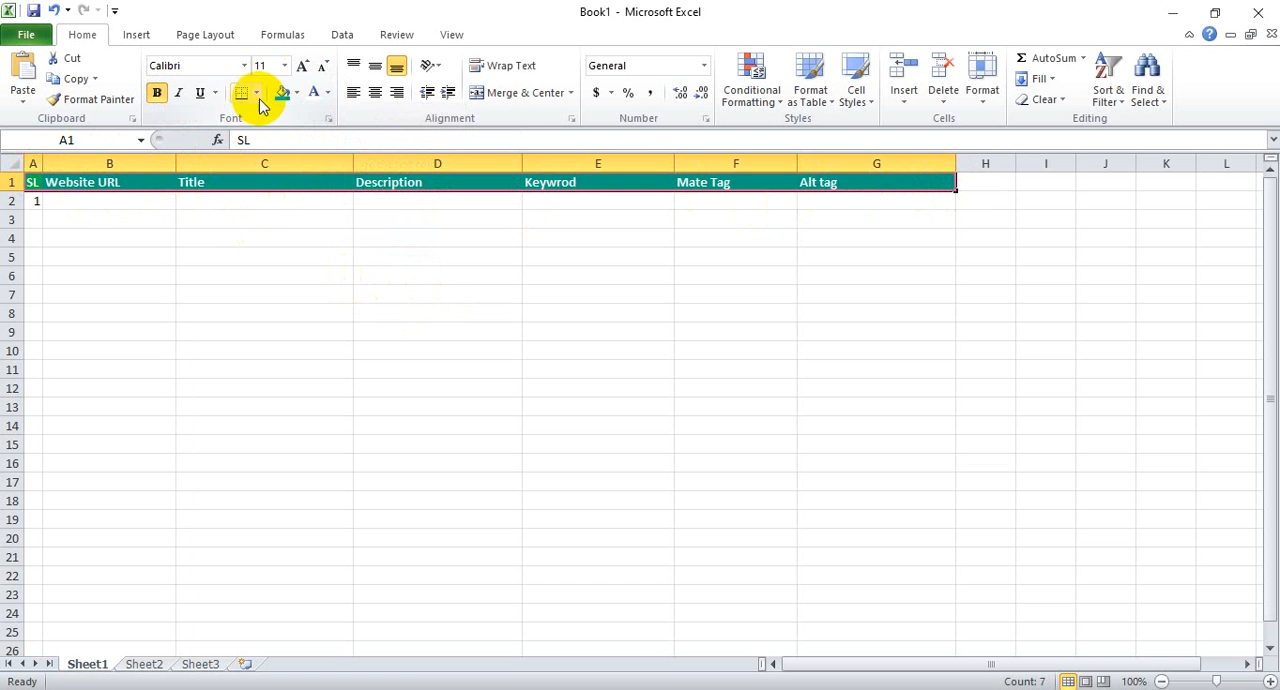 Book1 - Microsoft Excel
File Home Insert Page Layout Formulas Data Review View
Paste
Cut
Copy
Format Painter
Clipboard
Calibri 11
B I U A
Font
Wrap Text
Merge & Center
Alignment
General
$ % ,
Number
Conditional Formatting
Format as Table
Cell Styles
Styles
Insert Delete Format
Cells
AutoSum
Fill
Clear
Sort & Filter
Find & Select
Editing
A1 fx SL
A B C D E F G H I J K L
1 SL Website URL Title Description Keywrod Mate Tag Alt tag
2 1
3
4
5
6
7
8
9
10
11
12
13
14
15
16
17
18
19
20
21
22
23
24
25
26
Sheet1 Sheet2 Sheet3
Ready Count: 7 100%